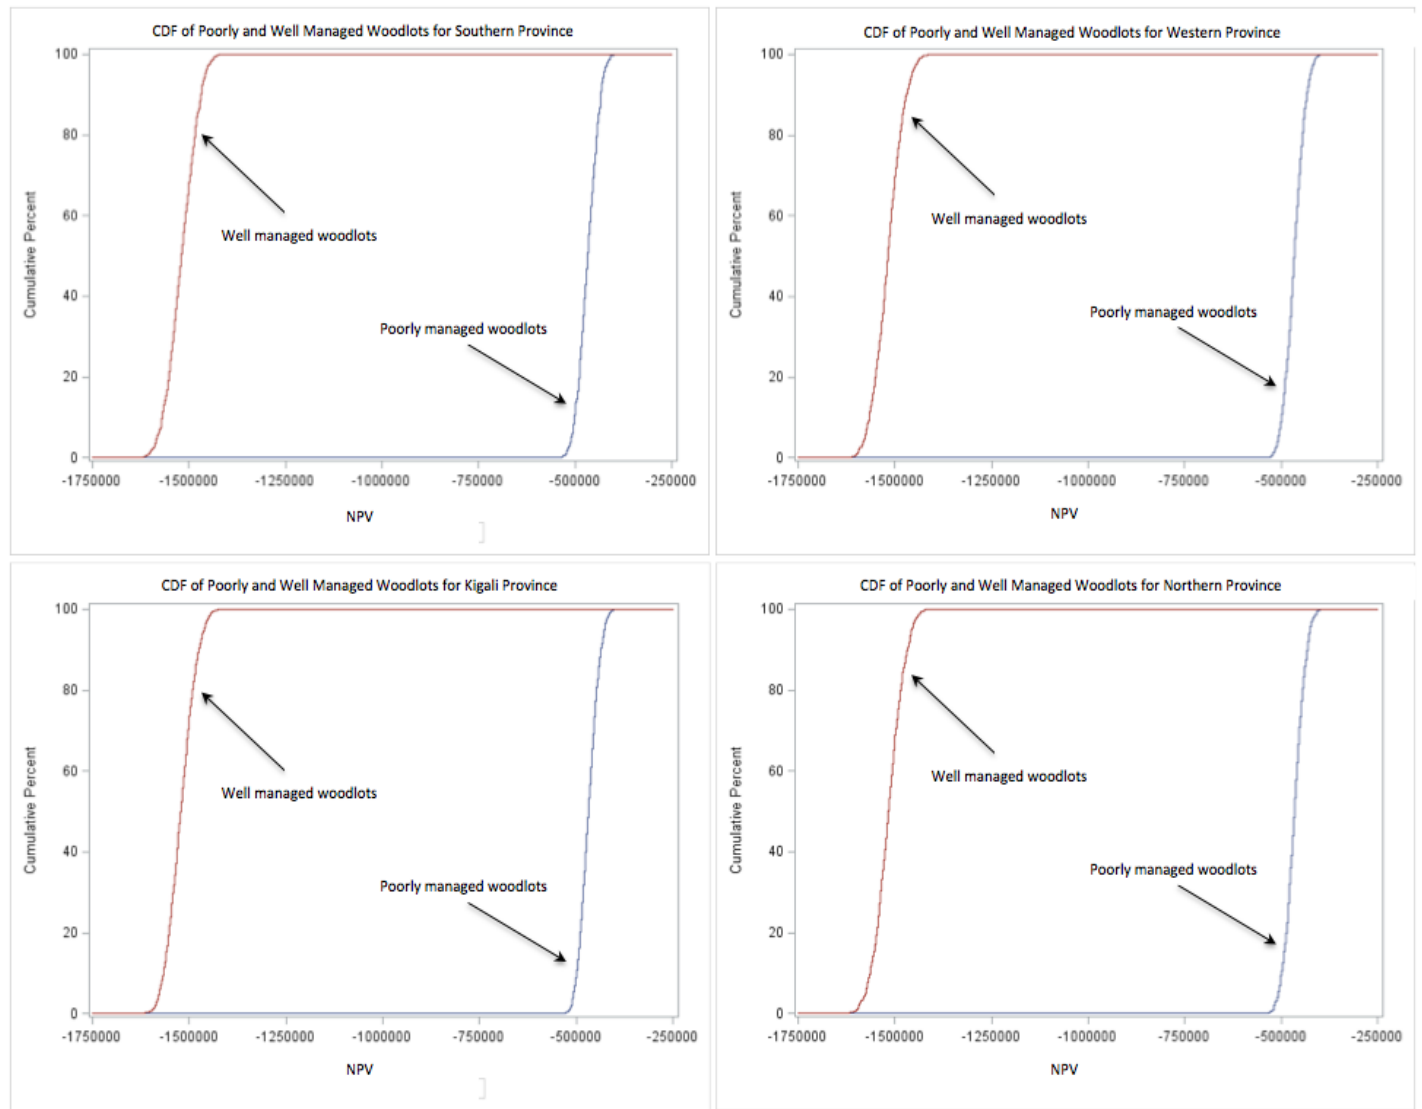 CDF of Poorly and Well Managed Woodlots for Southern Province
100
80
60
40
20
0
Cumulative Percent
Well managed woodlots
Poorly managed woodlots
-1750000 -1500000 -1250000 -1000000 -750000 -500000 -250000
NPV
CDF of Poorly and Well Managed Woodlots for Western Province
100
80
60
40
20
0
Cumulative Percent
Well managed woodlots
Poorly managed woodlots
-1750000 -1500000 -1250000 -1000000 -750000 -500000 -250000
NPV
CDF of Poorly and Well Managed Woodlots for Kigali Province
100
80
60
40
20
0
Cumulative Percent
Well managed woodlots
Poorly managed woodlots
-1750000 -1500000 -1250000 -1000000 -750000 -500000 -250000
NPV
CDF of Poorly and Well Managed Woodlots for Northern Province
100
80
60
40
20
0
Cumulative Percent
Well managed woodlots
Poorly managed woodlots
-1750000 -1500000 -1250000 -1000000 -750000 -500000 -250000
NPV